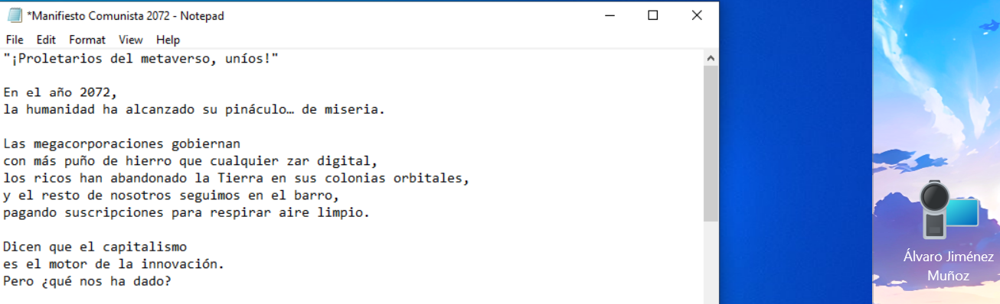 *Manifiesto Comunista 2072 - Notepad
File Edit Format View Help
"¡Proletarios del metaverso, uníos!"
En el año 2072,
la humanidad ha alcanzado su pináculo… de miseria.
Las megacorporaciones gobiernan
con más puño de hierro que cualquier zar digital,
los ricos han abandonado la Tierra en sus colonias orbitales,
y el resto de nosotros seguimos en el barro,
pagando suscripciones para respirar aire limpio.
Dicen que el capitalismo
es el motor de la innovación.
Pero ¿qué nos ha dado?
Álvaro Jiménez
Muñoz